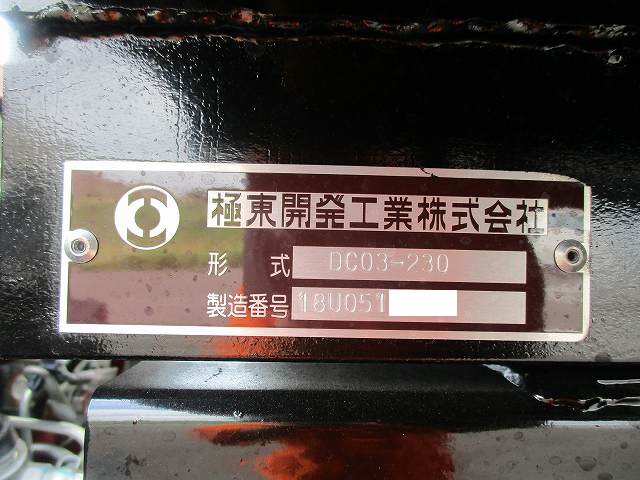 極東開発工業株式会社
形 式 DC03-230
製造番号 18U051